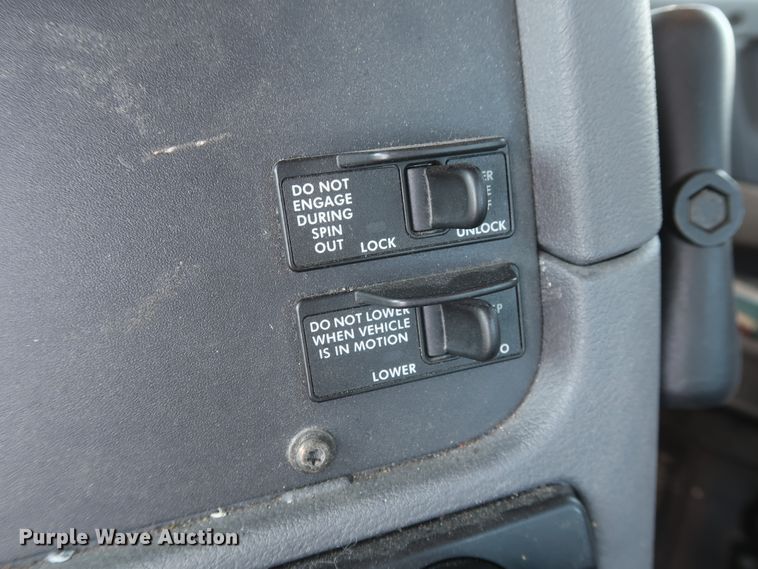 DO NOT
ENGAGE
DURING
SPIN
OUT
LOCK
UNLOCK
DO NOT LOWER
WHEN VEHICLE
IS IN MOTION
LOWER
Purple Wave Auction